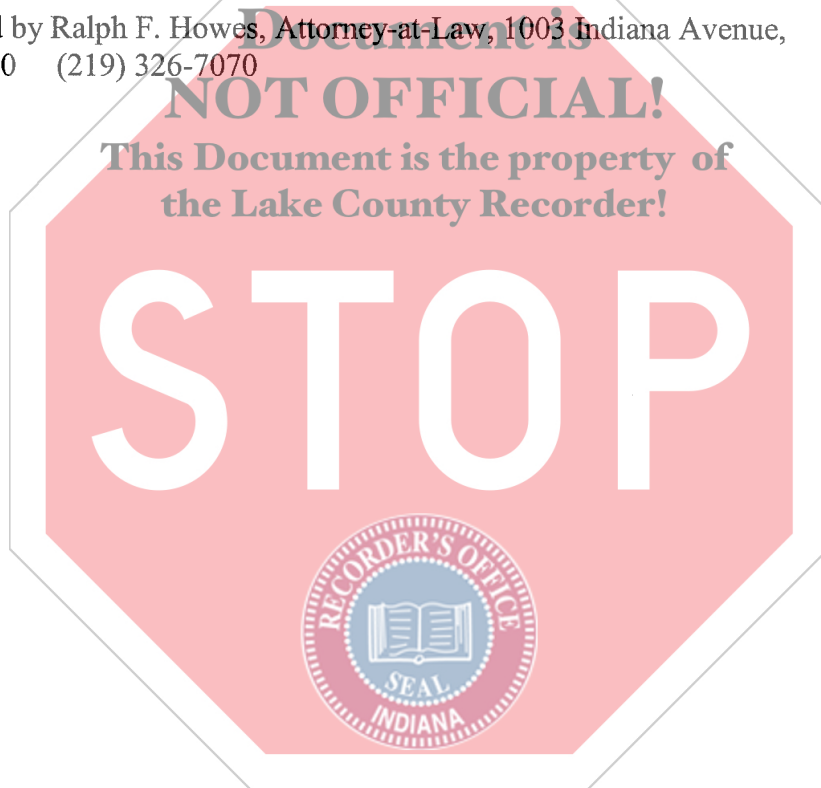 by Ralph F. Howes, Attorney-at-Law, 1003 Indiana Avenue,
0 (219) 326-7070
Document is
NOT OFFICIAL!
This Document is the property of
the Lake County Recorder!
STOP
RECORDER'S OFFICE
SEAL
INDIANA